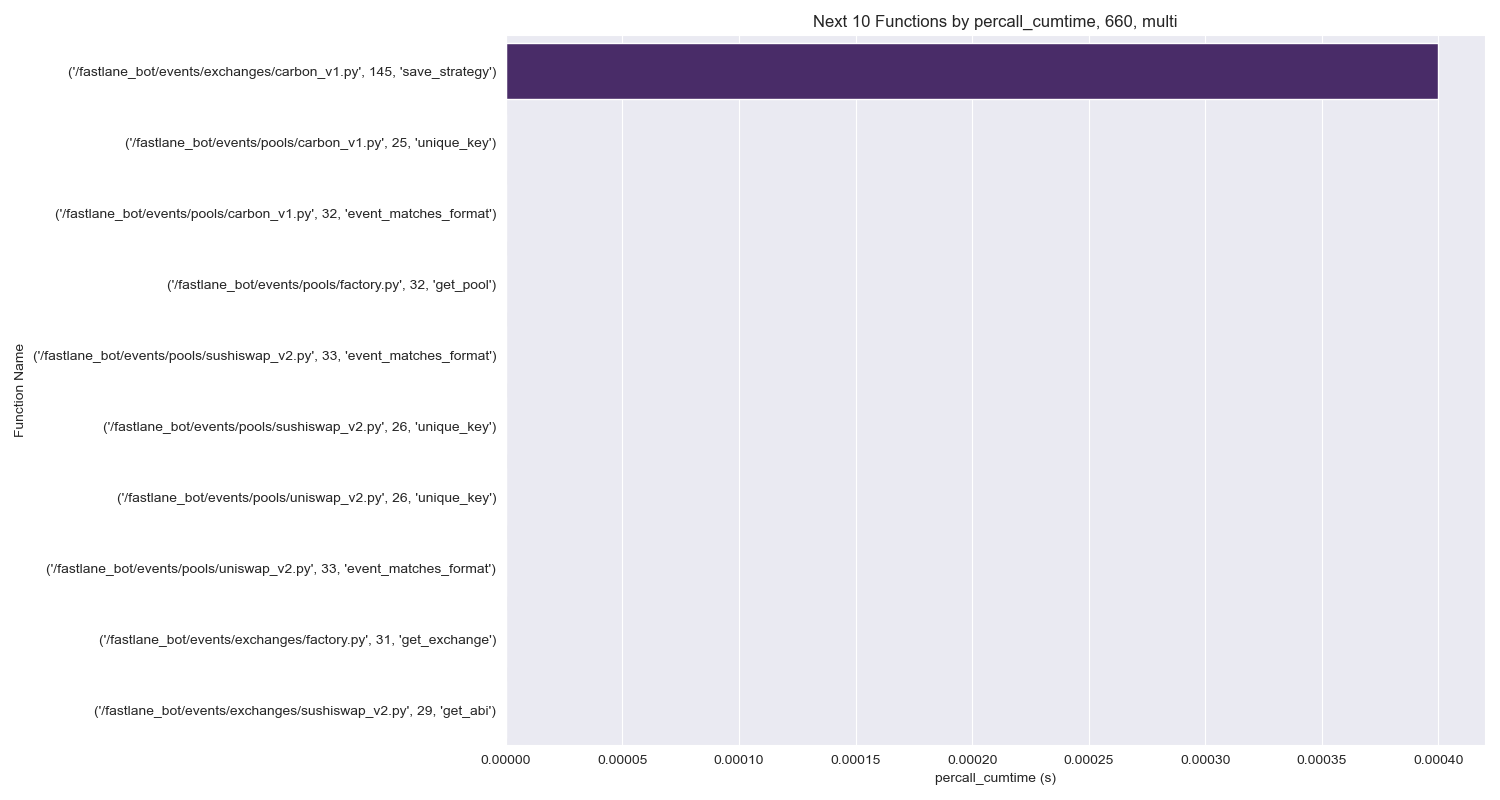 Next 10 Functions by percall_cumtime, 660, multi
('/fastlane_bot/events/exchanges/carbon_v1.py', 145, 'save_strategy')
('/fastlane_bot/events/pools/carbon_v1.py', 25, 'unique_key')
('/fastlane_bot/events/pools/carbon_v1.py', 32, 'event_matches_format')
('/fastlane_bot/events/pools/factory.py', 32, 'get_pool')
('/fastlane_bot/events/pools/sushiswap_v2.py', 33, 'event_matches_format')
('/fastlane_bot/events/pools/sushiswap_v2.py', 26, 'unique_key')
('/fastlane_bot/events/pools/uniswap_v2.py', 26, 'unique_key')
('/fastlane_bot/events/pools/uniswap_v2.py', 33, 'event_matches_format')
('/fastlane_bot/events/exchanges/factory.py', 31, 'get_exchange')
('/fastlane_bot/events/exchanges/sushiswap_v2.py', 29, 'get_abi')
Function Name
0.00000 0.00005 0.00010 0.00015 0.00020 0.00025 0.00030 0.00035 0.00040
percall_cumtime (s)